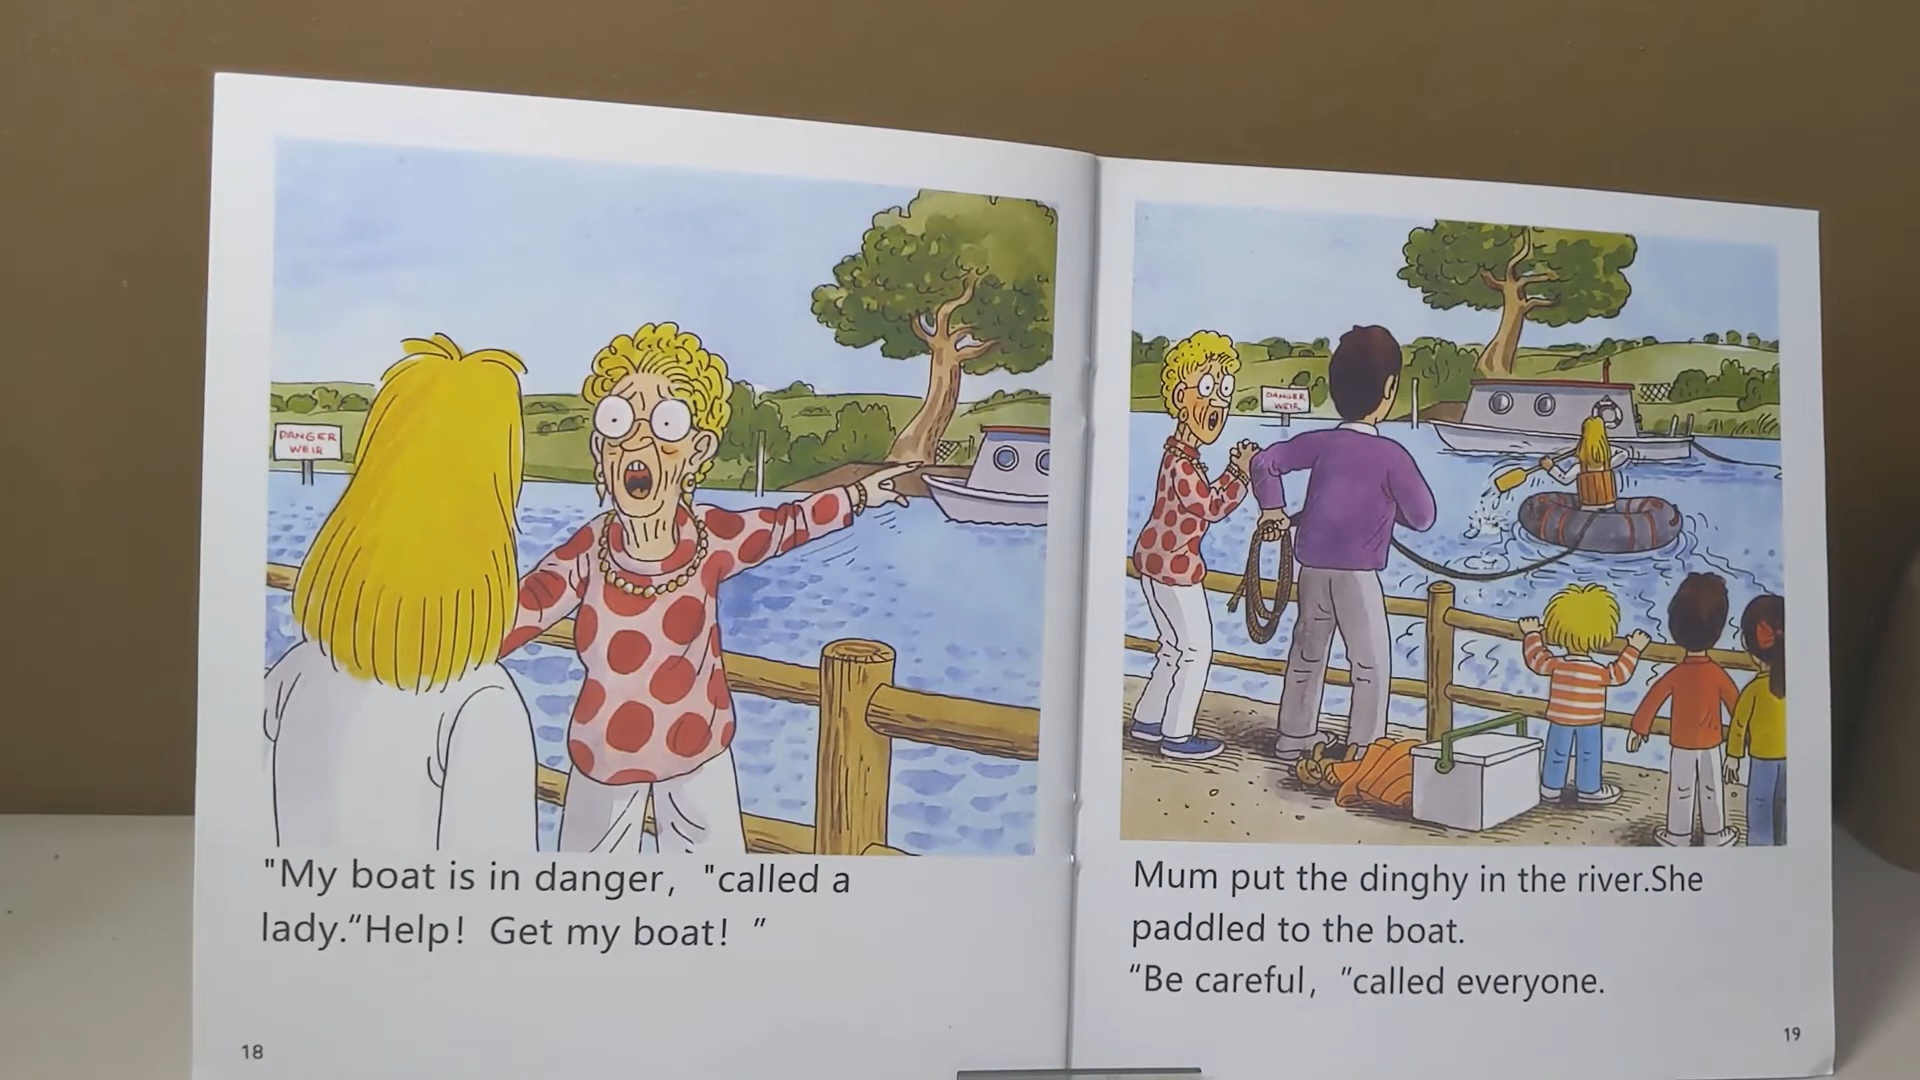 DANGER
WEIR
"My boat is in danger, "called a
lady.“Help! Get my boat! ”
18
DANGER
WEIR
Mum put the dinghy in the river.She
paddled to the boat.
“Be careful, ”called everyone.
19